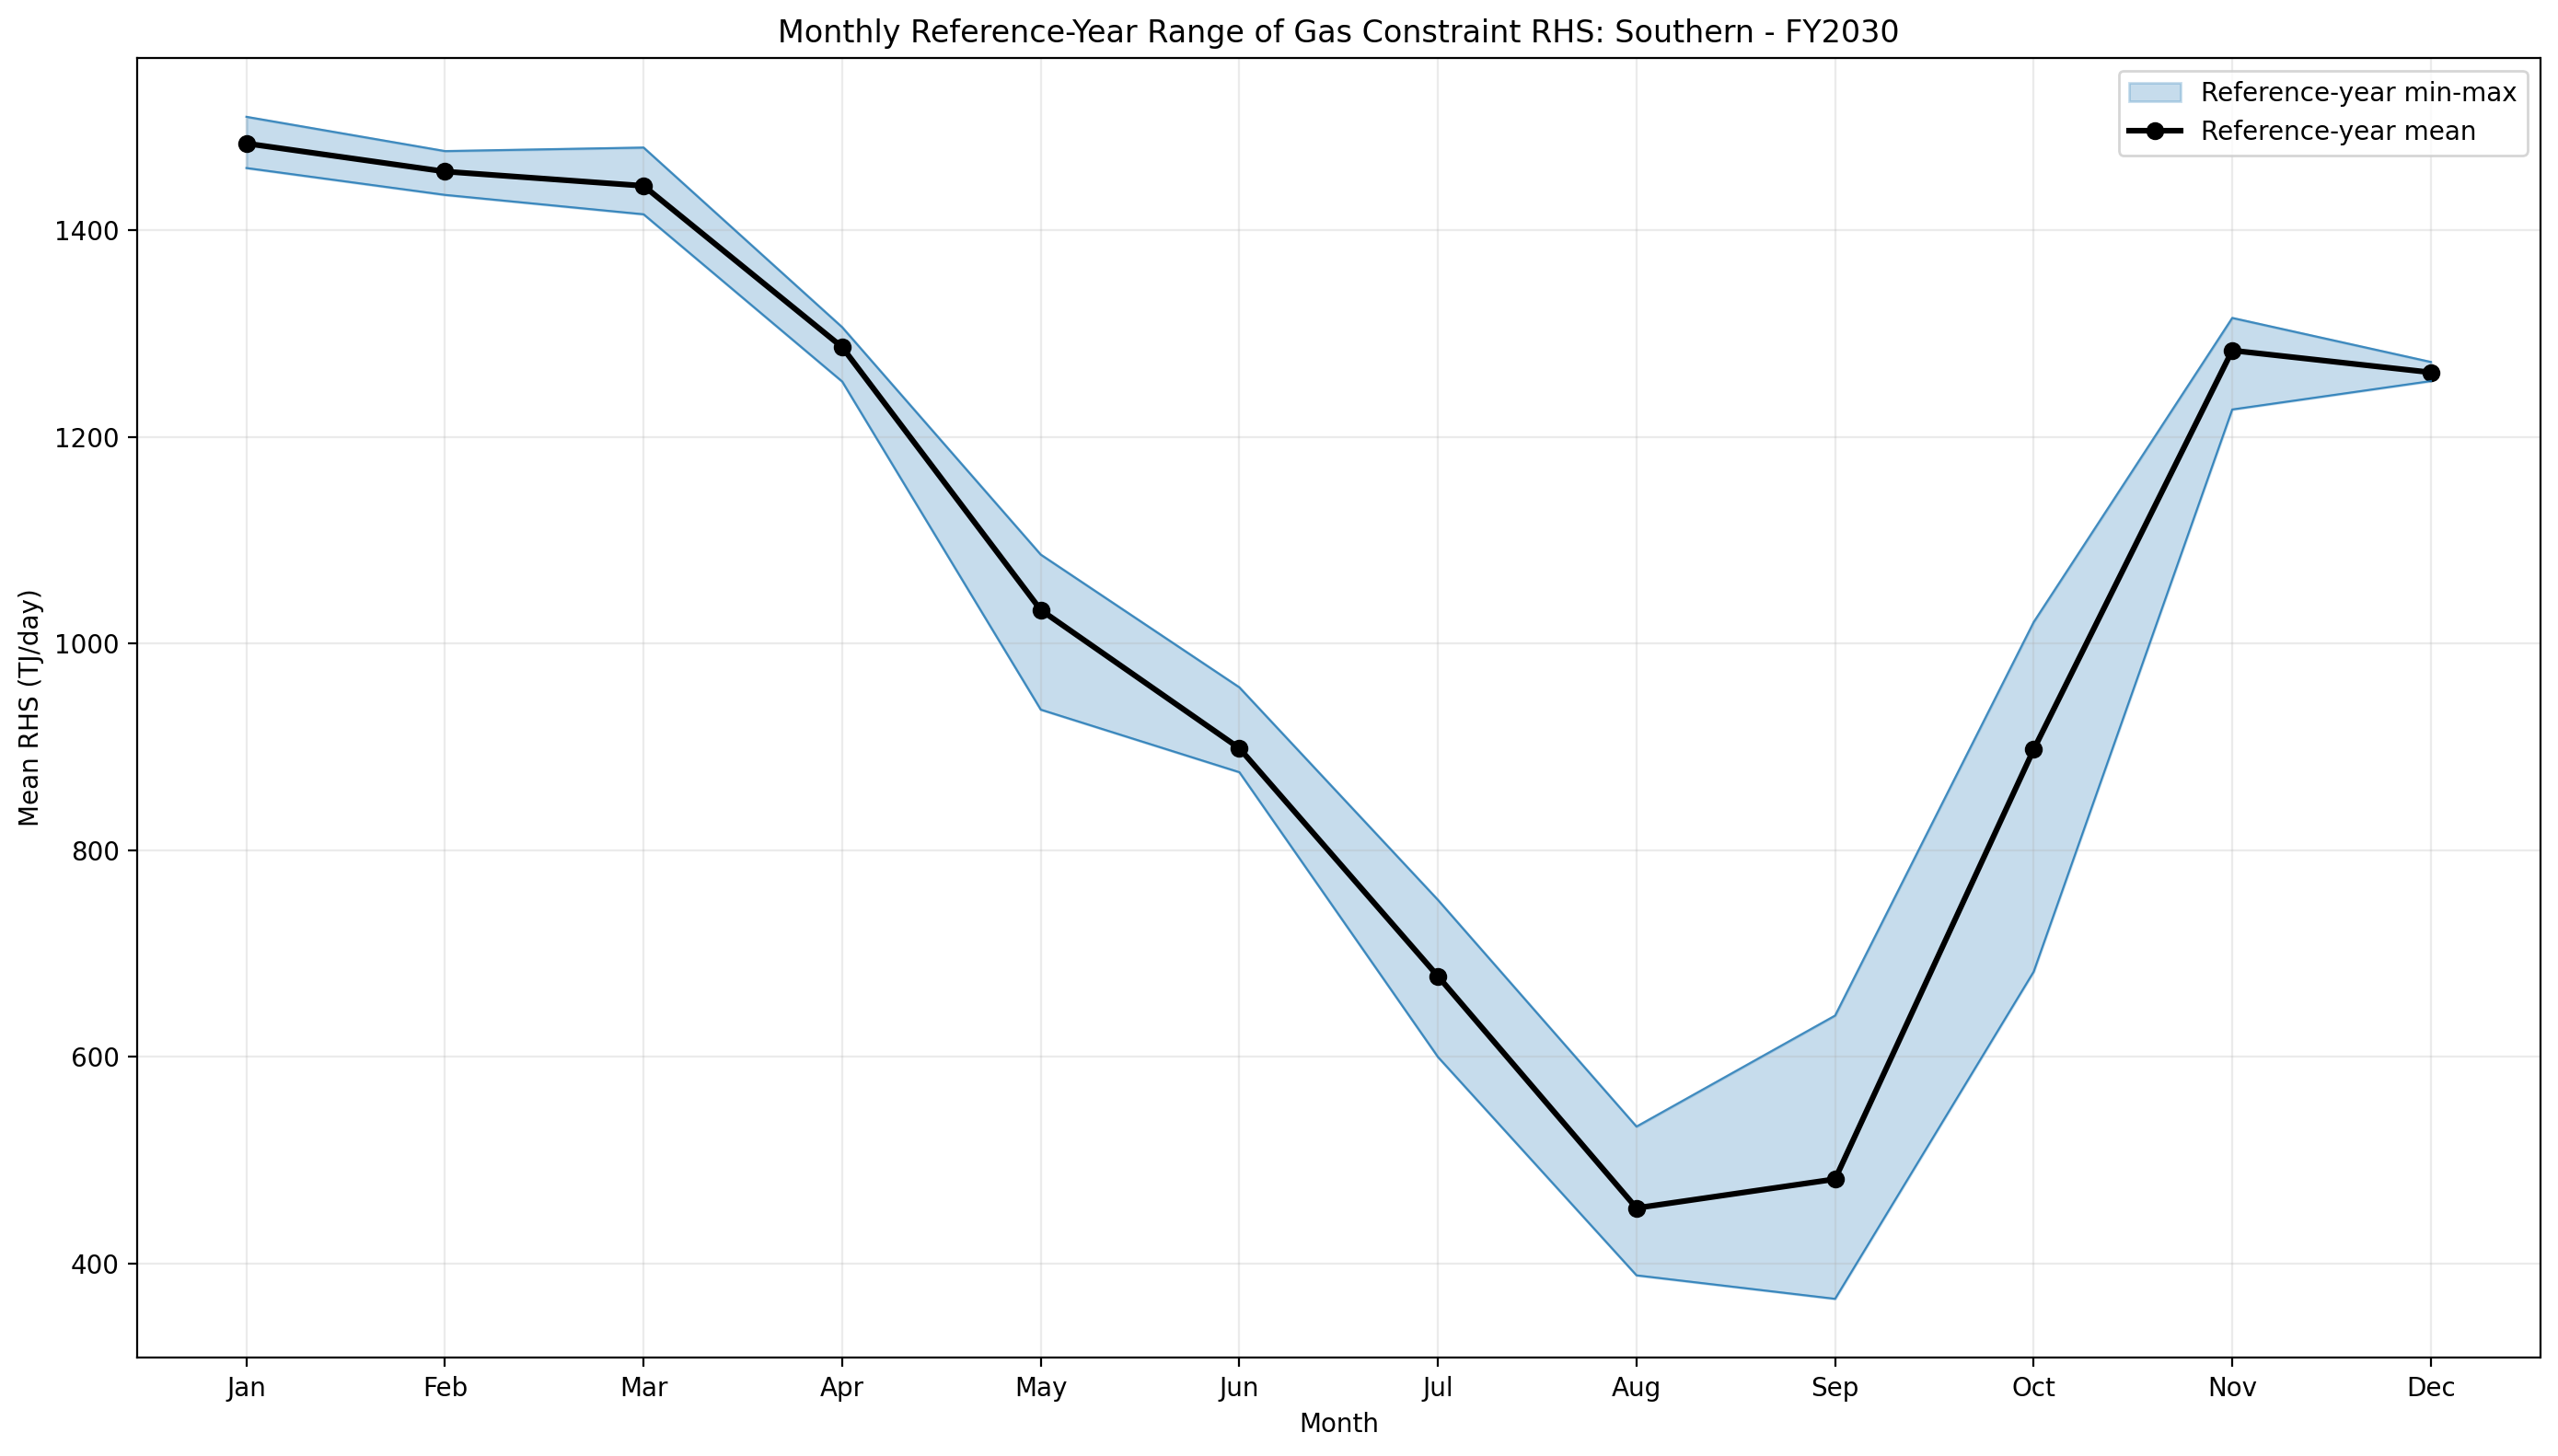 Monthly Reference-Year Range of Gas Constraint RHS: Southern - FY2030
Reference-year min-max
Reference-year mean
Mean RHS (TJ/day)
1400
1200
1000
800
600
400
Jan Feb Mar Apr May Jun Jul Aug Sep Oct Nov Dec
Month